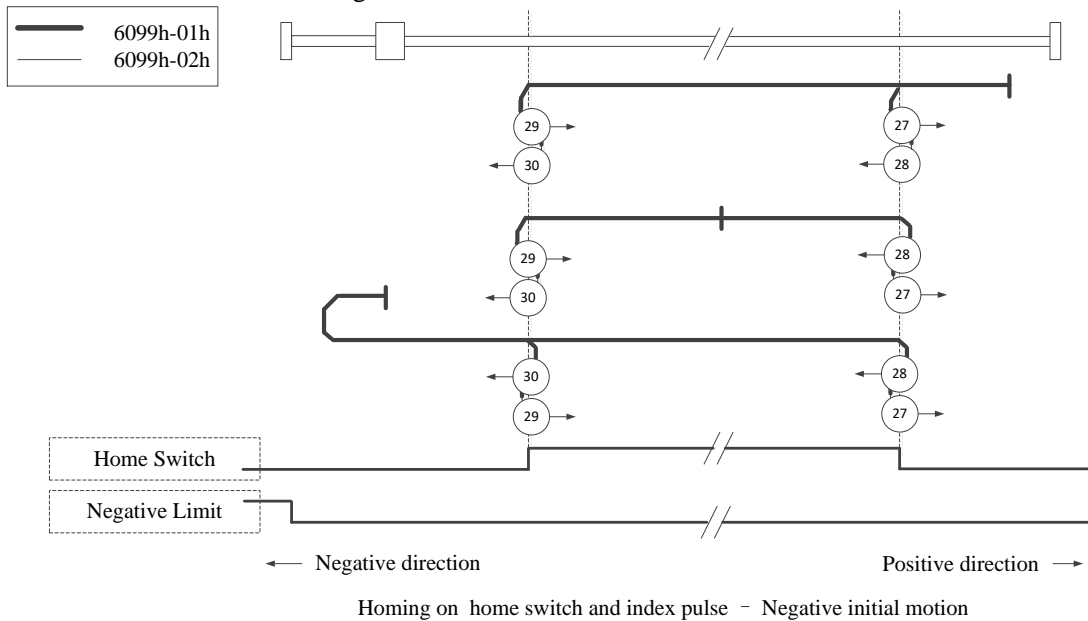 6099h-01h
6099h-02h
29
27
30
28
29
28
30
27
30
28
29
27
Home Switch
Negative Limit
Negative direction
Positive direction
Homing on home switch and index pulse - Negative initial motion